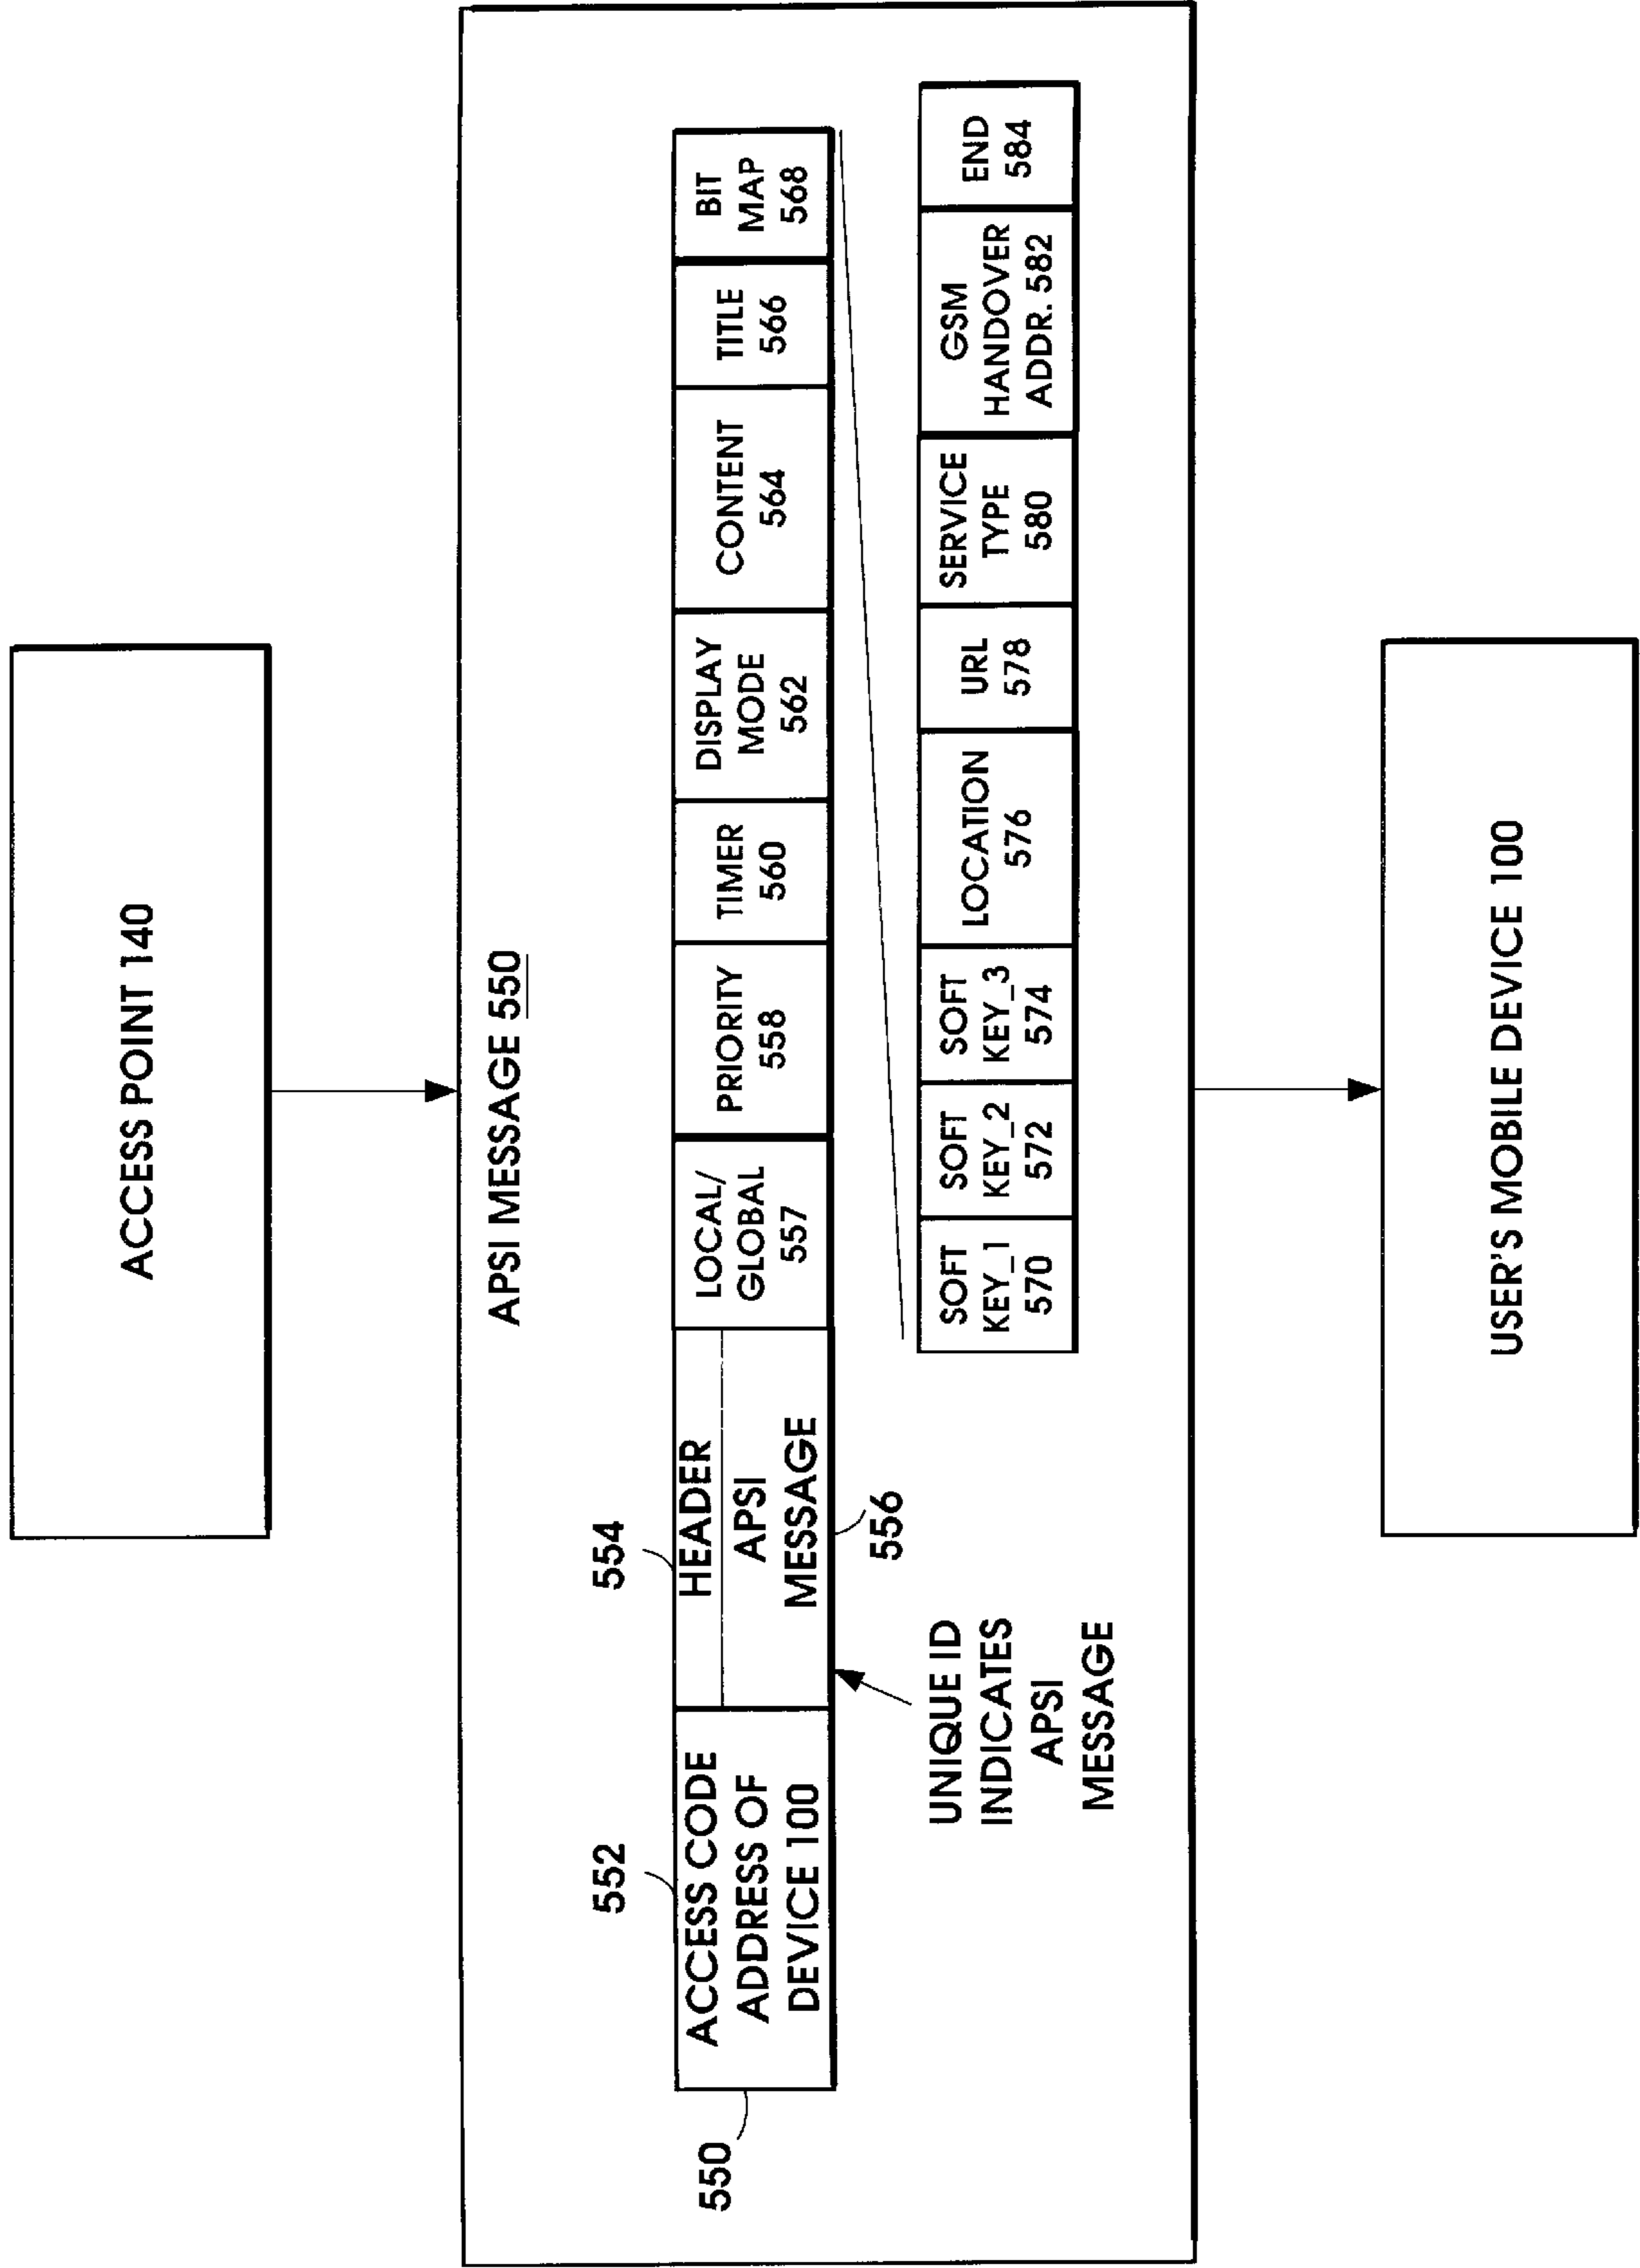 ACCESS POINT 140
APSI MESSAGE 550
552
554
550
ACCESS CODE
ADDRESS OF
DEVICE 100
HEADER
APSI
MESSAGE
556
LOCAL/
GLOBAL
557
PRIORITY
558
TIMER
560
DISPLAY
MODE
562
CONTENT
564
TITLE
566
BIT
MAP
568
UNIQUE ID
INDICATES
APSI
MESSAGE
SOFT
KEY_1
570
SOFT
KEY_2
572
SOFT
KEY_3
574
LOCATION
576
URL
578
SERVICE
TYPE
580
GSM
HANDOVER
ADDR. 582
END
584
USER'S MOBILE DEVICE 100